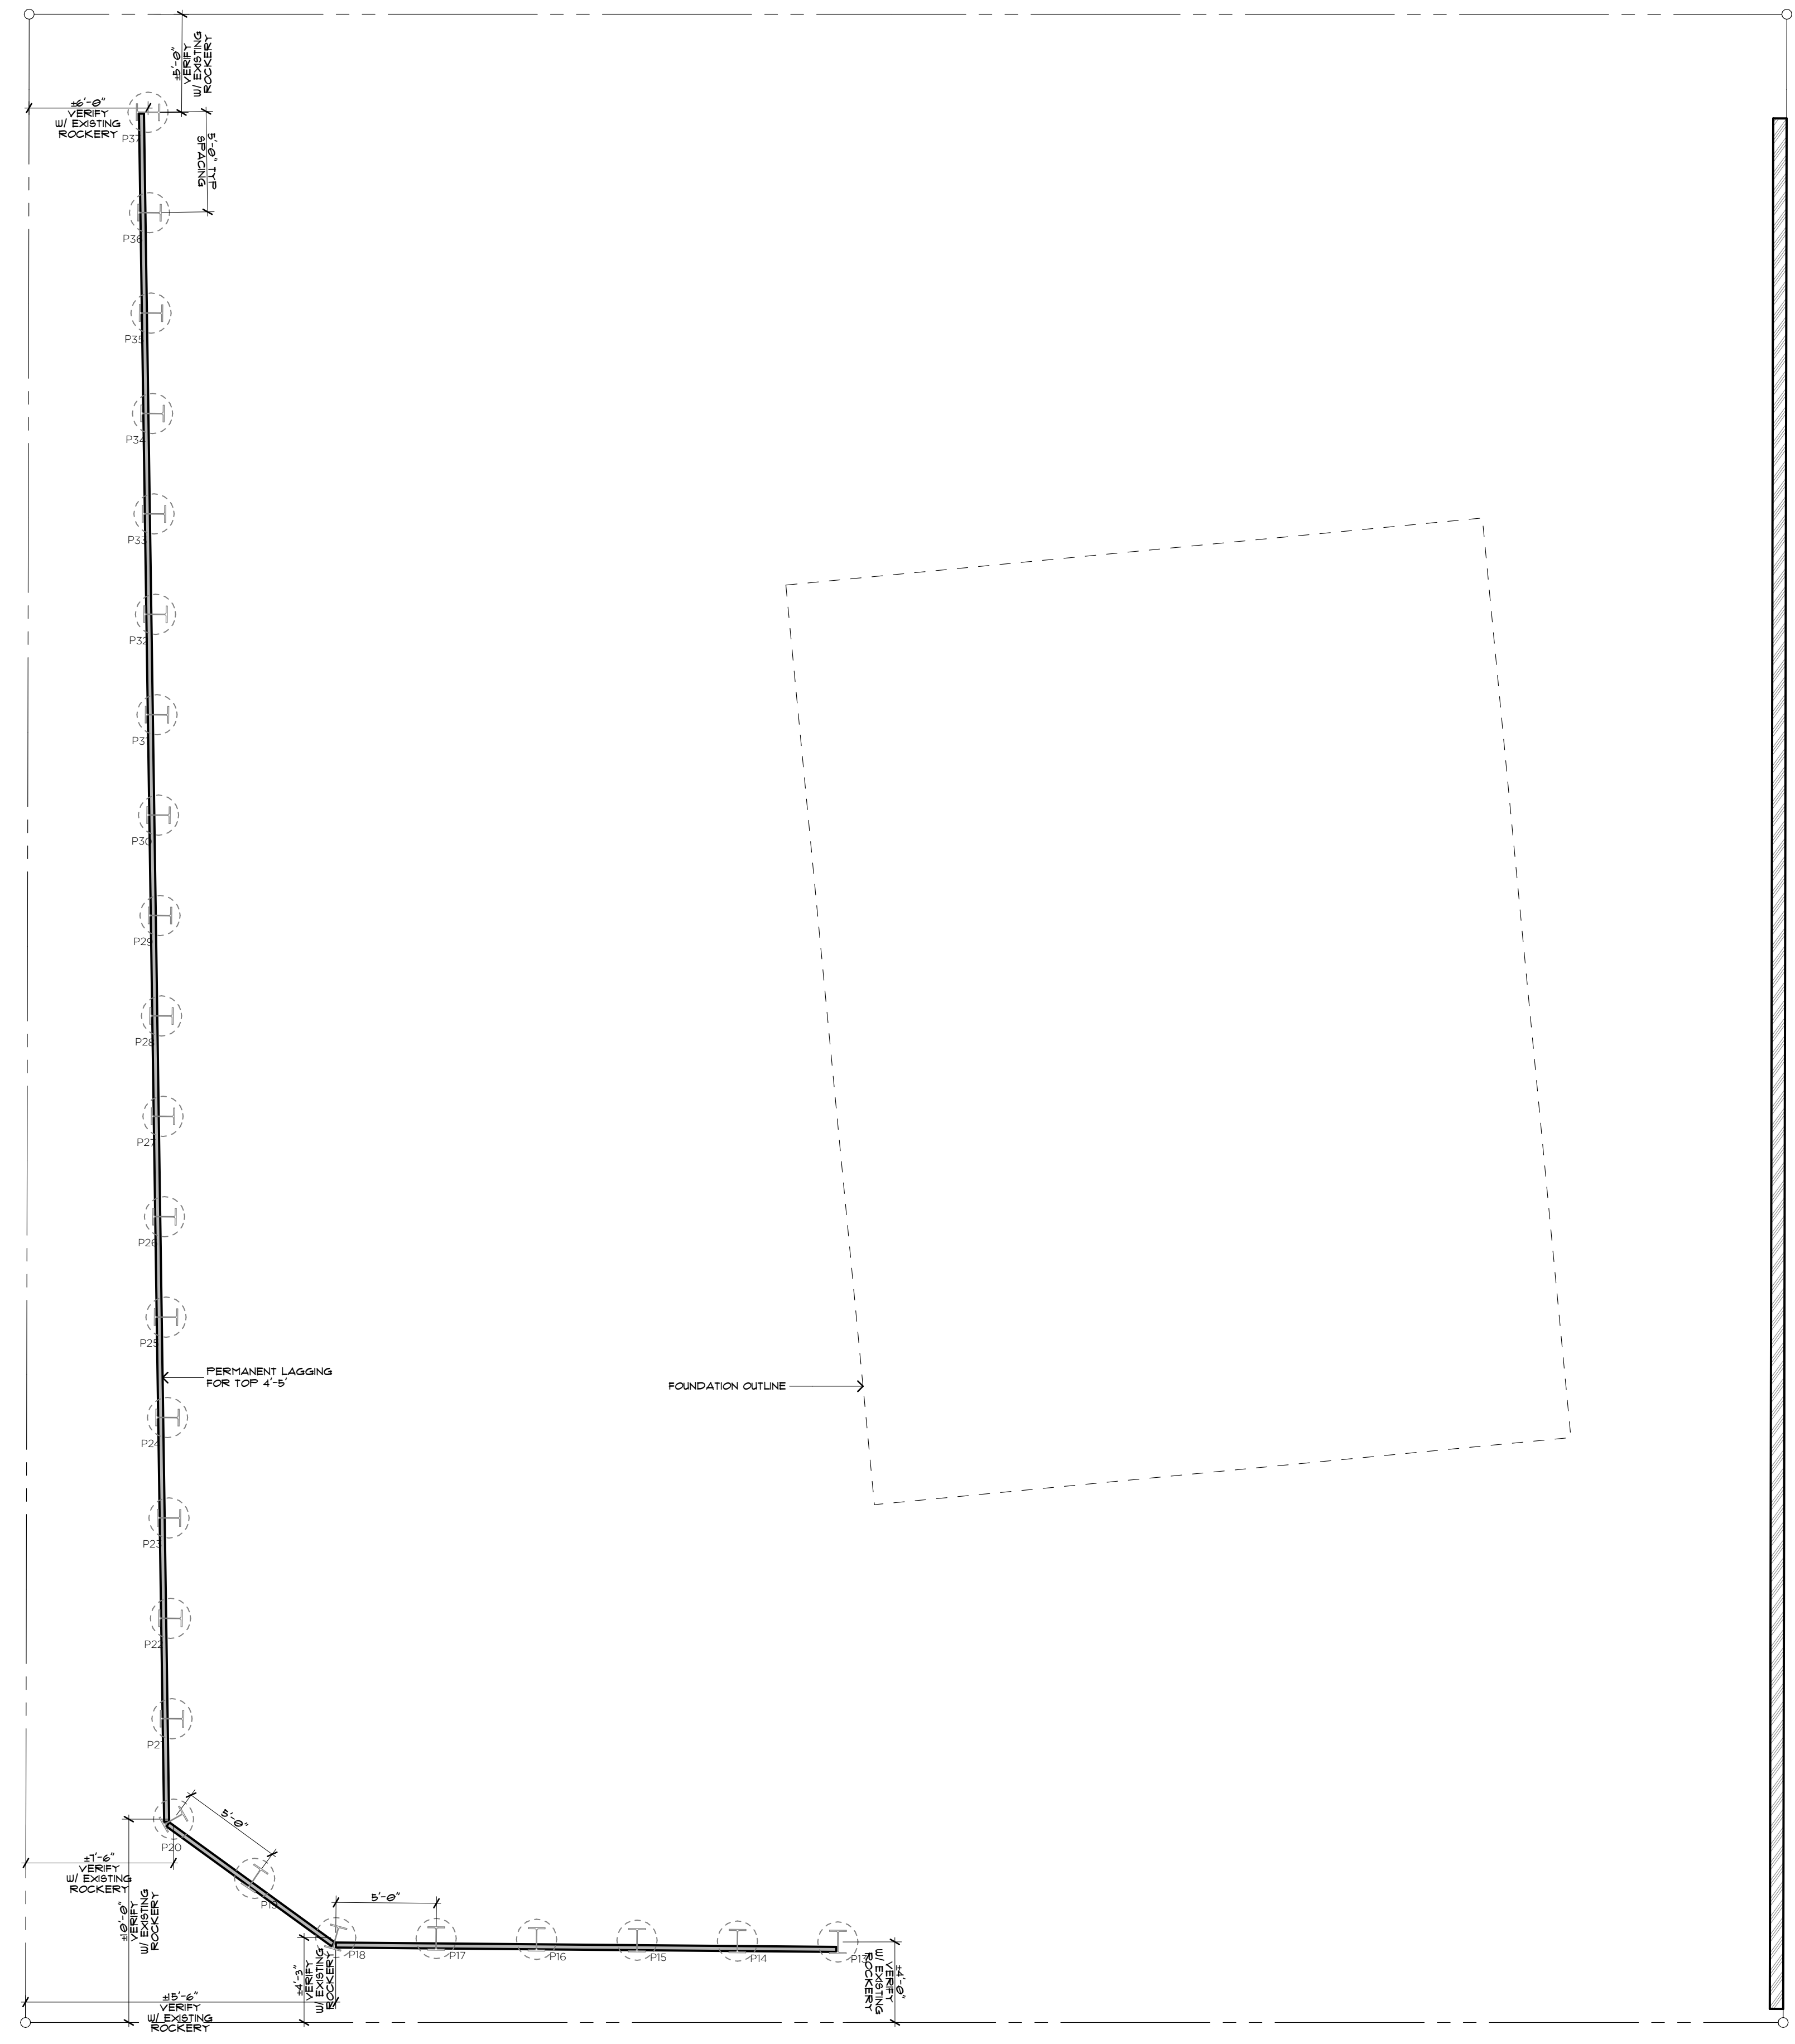 ±5'-0"
VERIFY
W/ EXISTING
ROCKERY
±6'-0"
VERIFY
W/ EXISTING
ROCKERY
P37
5'-0" TYP
SPACING
P36
P35
P34
P33
P32
P31
P30
P29
P28
P27
P26
P25
PERMANENT LAGGING
FOR TOP 4'-5'
FOUNDATION OUTLINE
P24
P23
P22
P21
5'-0"
P20
±7'-6"
VERIFY
W/ EXISTING
ROCKERY
±10'-0"
VERIFY
W/ EXISTING
ROCKERY
P19
5'-0"
P18
P17
P16
P15
P14
P13
±4'-3"
VERIFY
W/ EXISTING
ROCKERY
±4'-0"
VERIFY
W/ EXISTING
ROCKERY
±15'-6"
VERIFY
W/ EXISTING
ROCKERY